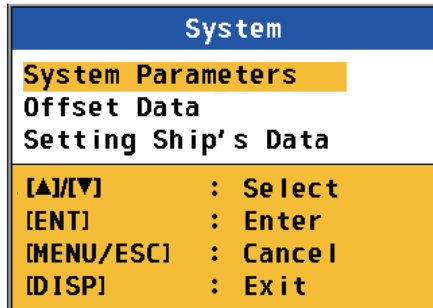 System
System Parameters
Offset Data
Setting Ship's Data
[▲]/[▼] : Select
[ENT] : Enter
[MENU/ESC] : Cancel
[DISP] : Exit